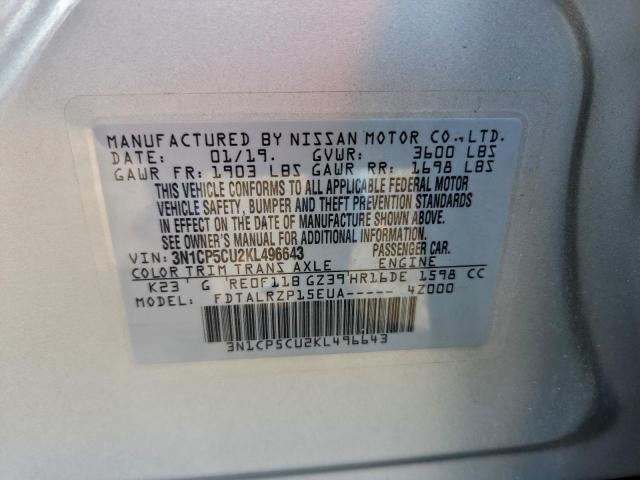 MANUFACTURED BY NISSAN MOTOR CO.,LTD.
DATE: 01/19. GVWR: 3600 LBS
GAWR FR: 1903 LBS GAWR RR: 1698 LBS
THIS VEHICLE CONFORMS TO ALL APPLICABLE FEDERAL MOTOR
VEHICLE SAFETY, BUMPER AND THEFT PREVENTION STANDARDS
IN EFFECT ON THE DATE OF MANUFACTURE SHOWN ABOVE.
SEE OWNER'S MANUAL FOR ADDITIONAL INFORMATION.
VIN: 3N1CP5CU2KL496643 PASSENGER CAR.
COLOR TRIM TRANS AXLE ENGINE
K23 G RE0F11B GZ39 HR16DE 1598 CC
MODEL: FDTALRZP15EUA----- 4Z000
3N1CP5CU2KL496643